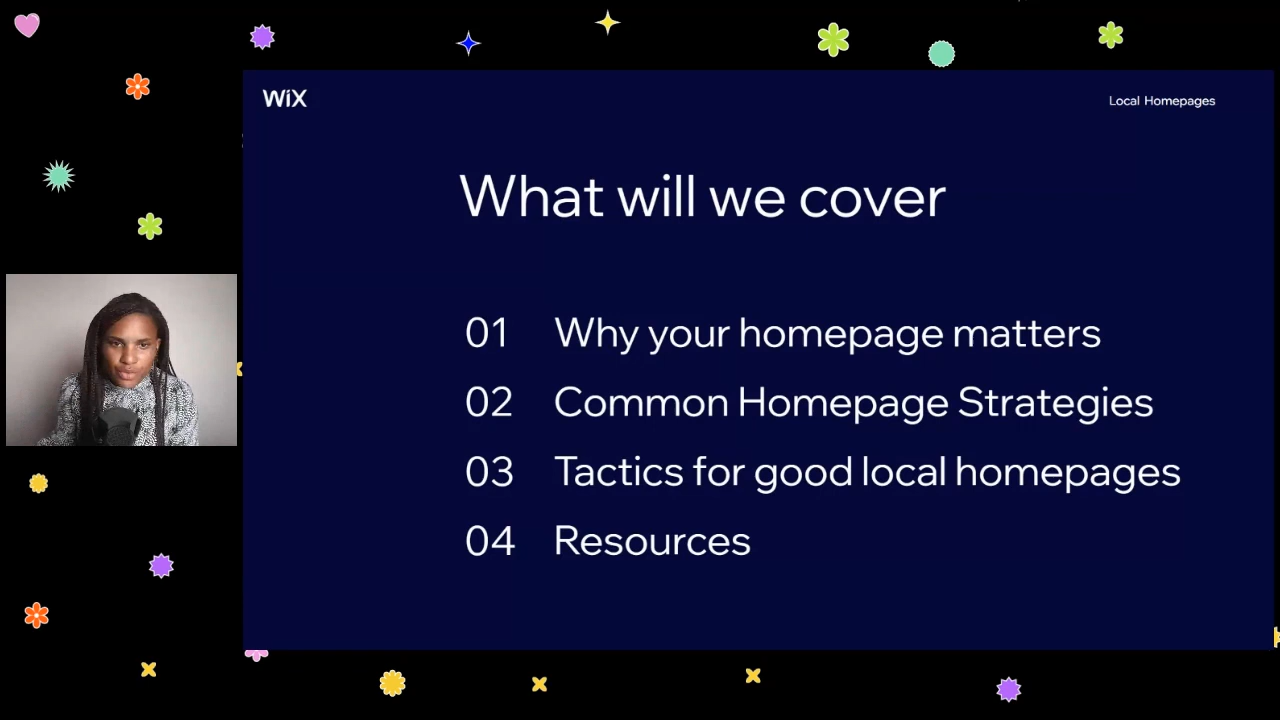 WiX
Local Homepages
What will we cover
01 Why your homepage matters
02 Common Homepage Strategies
03 Tactics for good local homepages
04 Resources